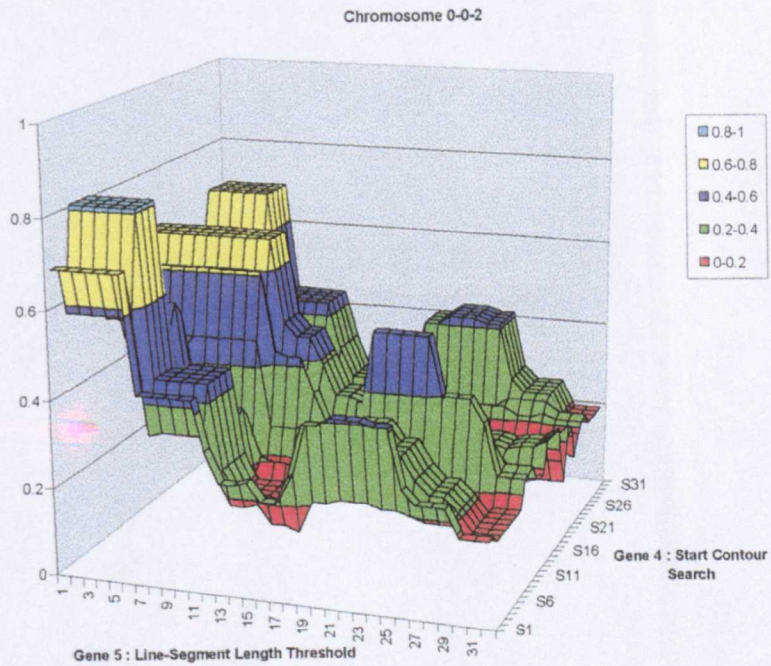 Chromosome 0-0-2
1
0.8
0.6
0.4
0.2
0
0.8-1
0.6-0.8
0.4-0.6
0.2-0.4
0-0.2
S31
S26
S21
S16
S11
S6
S1
Gene 4 : Start Contour
Search
1
3
5
7
9
11
13
15
17
19
21
23
25
27
29
31
Gene 5 : Line-Segment Length Threshold